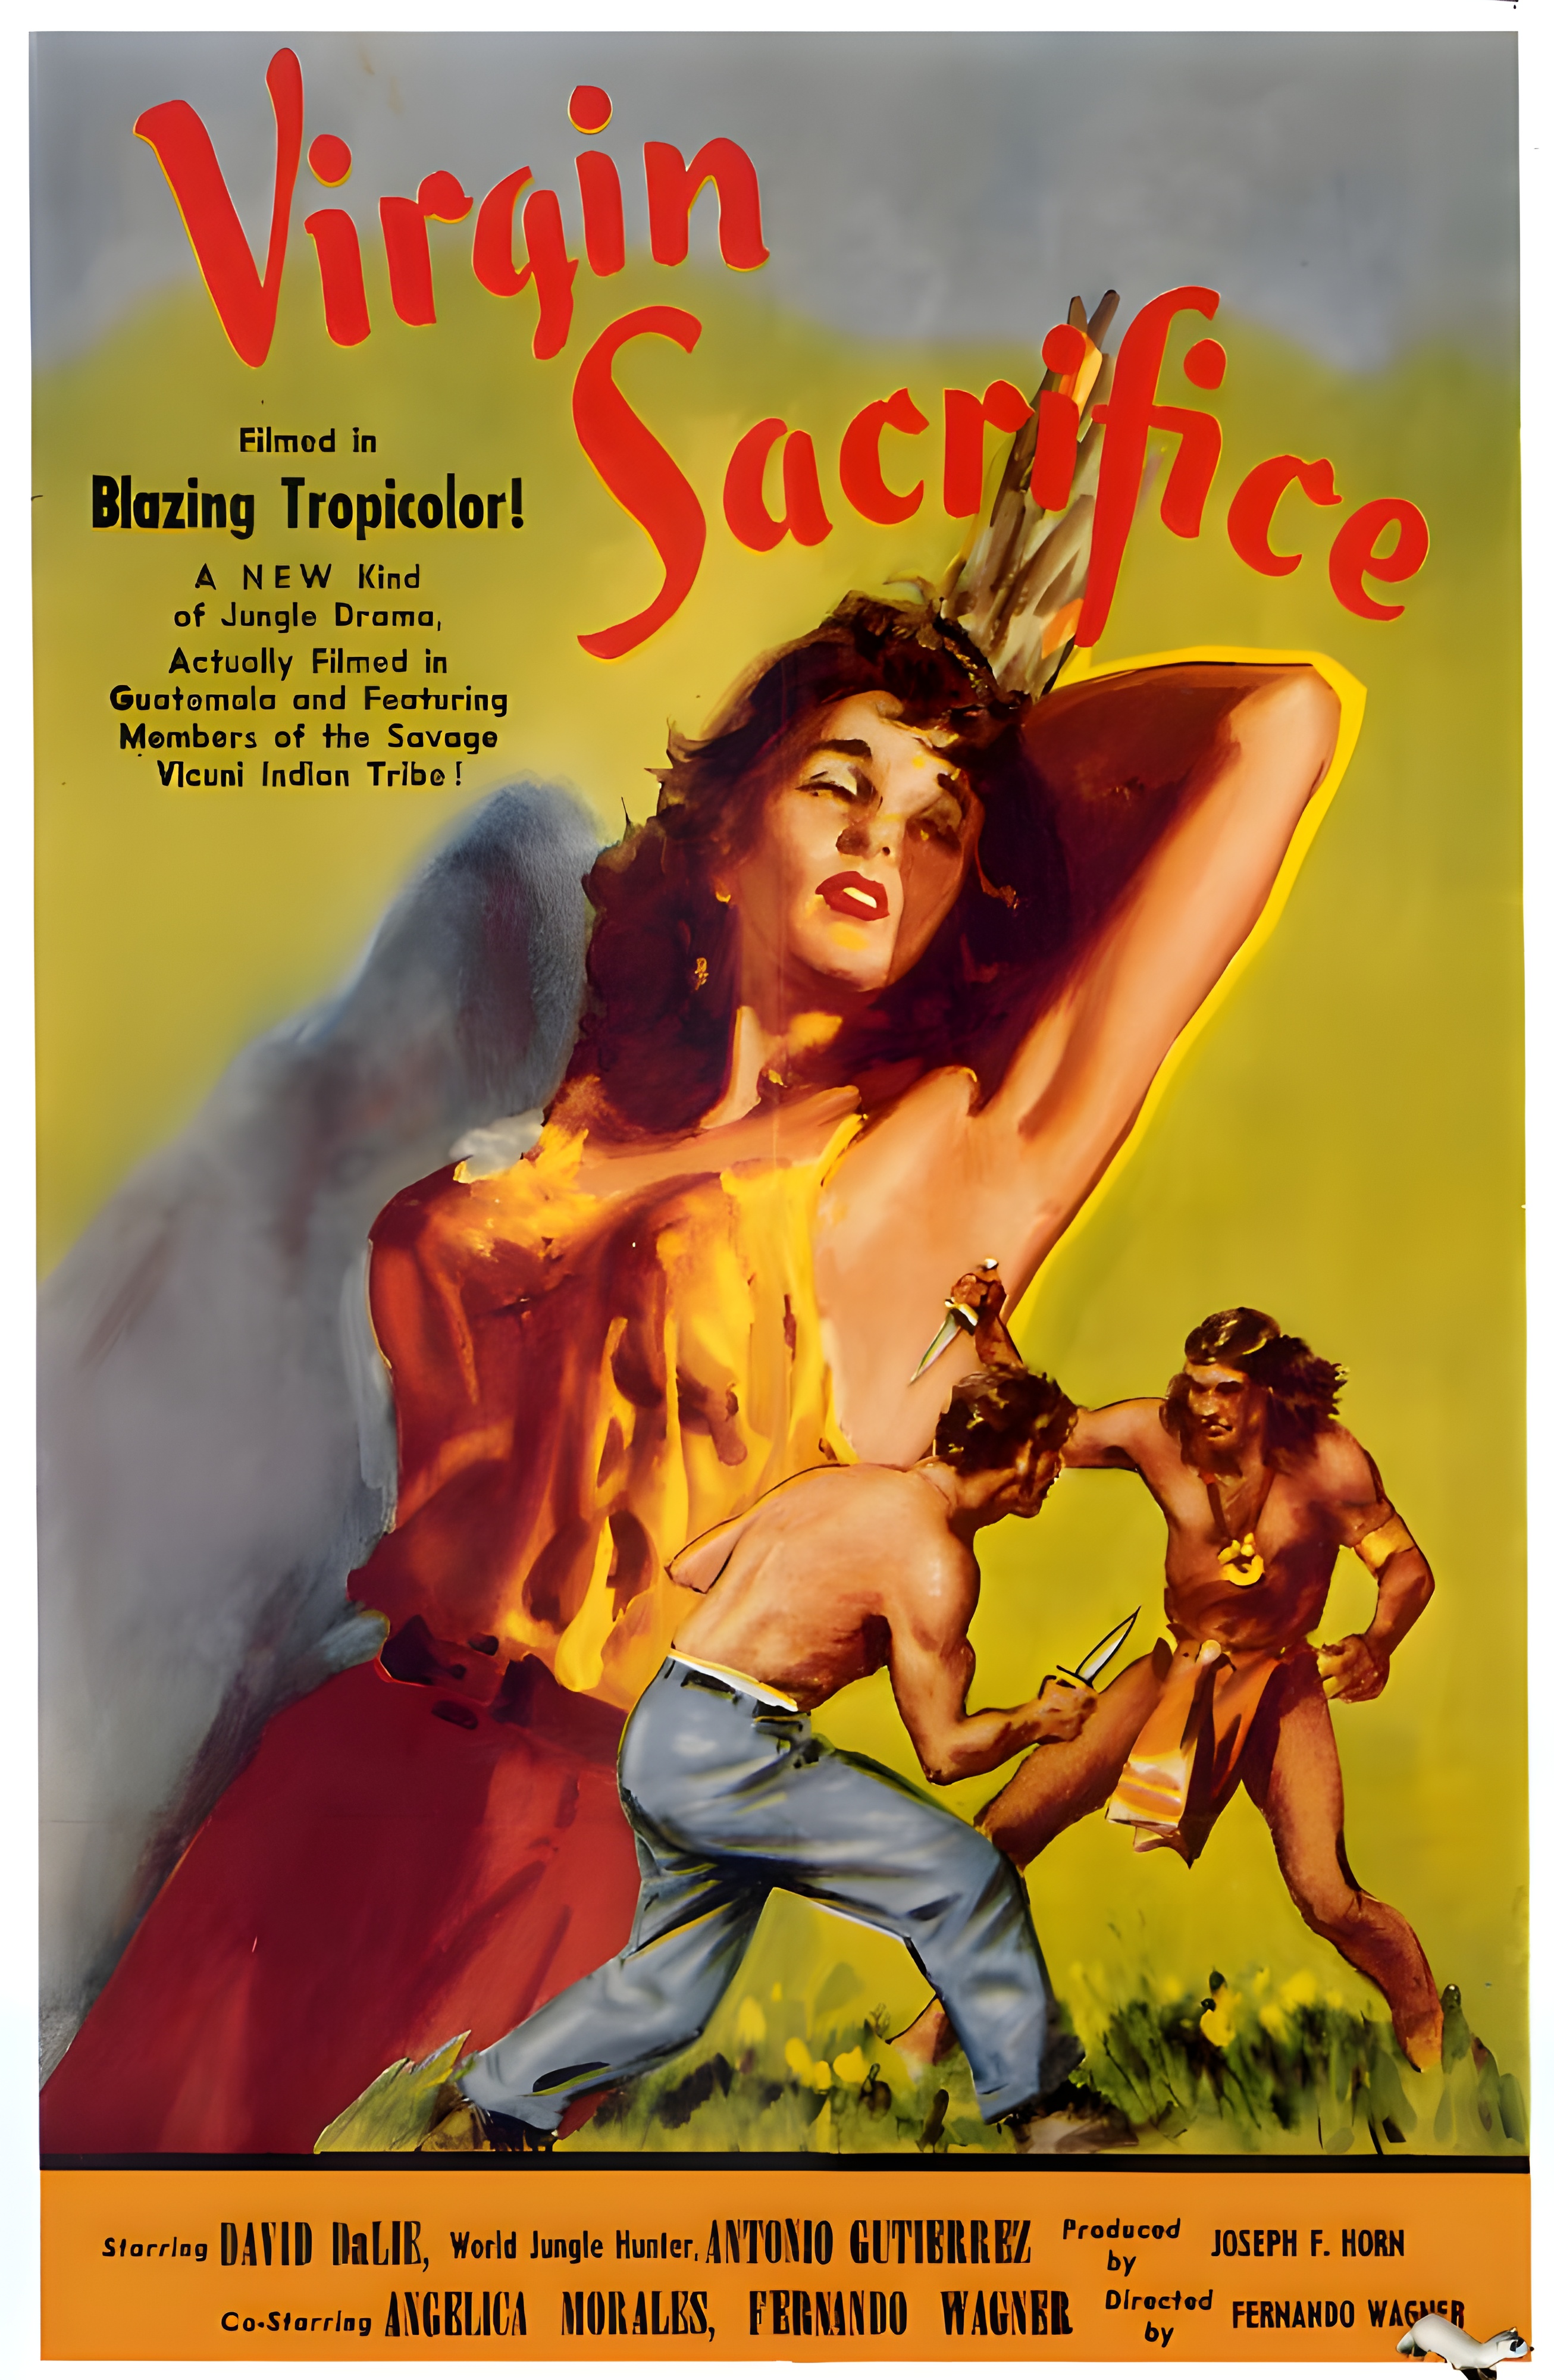 Virgin
Sacrifice
Filmed in
Blazing Tropicolor!
A NEW Kind
of Jungle Drama,
Actually Filmed in
Guatemala and Featuring
Members of the Savage
Vicuni Indian Tribe!
Starring DAVID DaLIE, World Jungle Hunter, ANTONIO GUTIERREZ Produced by JOSEPH F. HORN
Co-Starring ANGELICA MORALES, FERNANDO WAGNER Directed by FERNANDO WAGNER